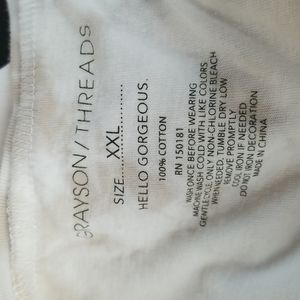 GRAYSON/THREADS
SIZE..............XXL
HELLO GORGEOUS.
100% COTTON
RN 150181
WASH ONCE BEFORE WEARING
MACHINE WASH COLD WITH LIKE COLORS
GENTLE CYCLE. ONLY NON-CHLORINE BLEACH
WHEN NEEDED. TUMBLE DRY LOW
REMOVE PROMPTLY
COOL IRON IF NEEDED
DO NOT IRON DECORATION
MADE IN CHINA